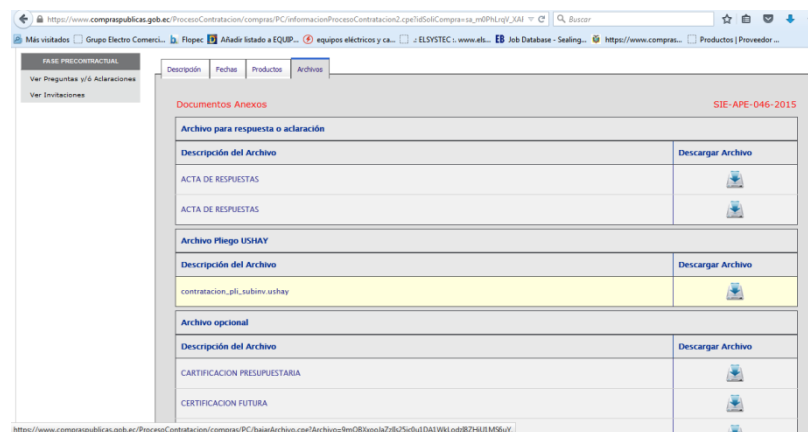 https://www.compraspublicas.gob.ec/ProcesoContratacion/compras/PC/informacionProcesoContratacion2.cpe?idSoliCompra=sa_m0PhLrqV_XAI
Buscar
Más visitados Grupo Electro Comerci... Flopec Añadir listado a EQUIP... equipos eléctricos y ca... .: ELSYSTEC :. www.els... EB Job Database - Sealing... https://www.compras... Productos | Proveedor ...
FASE PRECONTRACTUAL
Ver Preguntas y/ó Aclaraciones
Ver Invitaciones
Descripción Fechas Productos Archivos
Documentos Anexos SIE-APE-046-2015
Archivo para respuesta o aclaración
Descripción del Archivo Descargar Archivo
ACTA DE RESPUESTAS
ACTA DE RESPUESTAS
Archivo Pliego USHAY
Descripción del Archivo Descargar Archivo
contratacion_pli_subinv.ushay
Archivo opcional
Descripción del Archivo Descargar Archivo
CARTIFICACION PRESUPUESTARIA
CERTIFICACION FUTURA